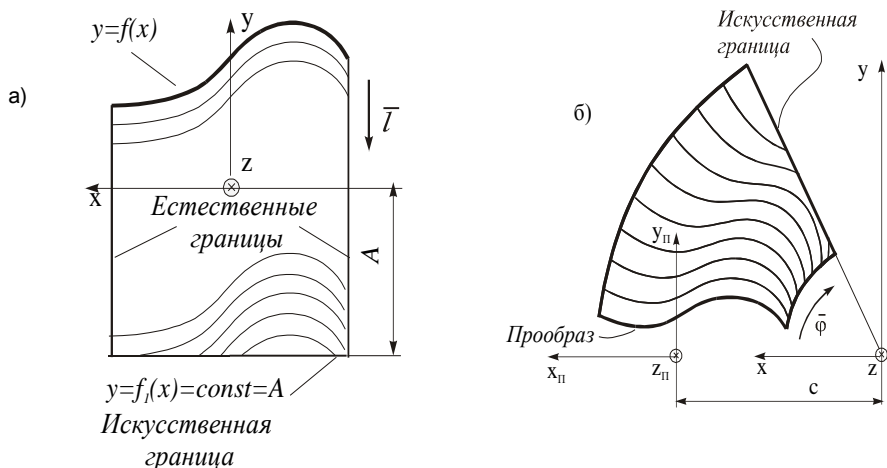 а)
y=f(x)
y
l̅
x
z
Естественные
границы
A
y=f₁(x)=const=A
Искусственная
граница
б)
Искусственная
граница
y
yп
Прообраз
φ̅
xп
zп
x
z
c